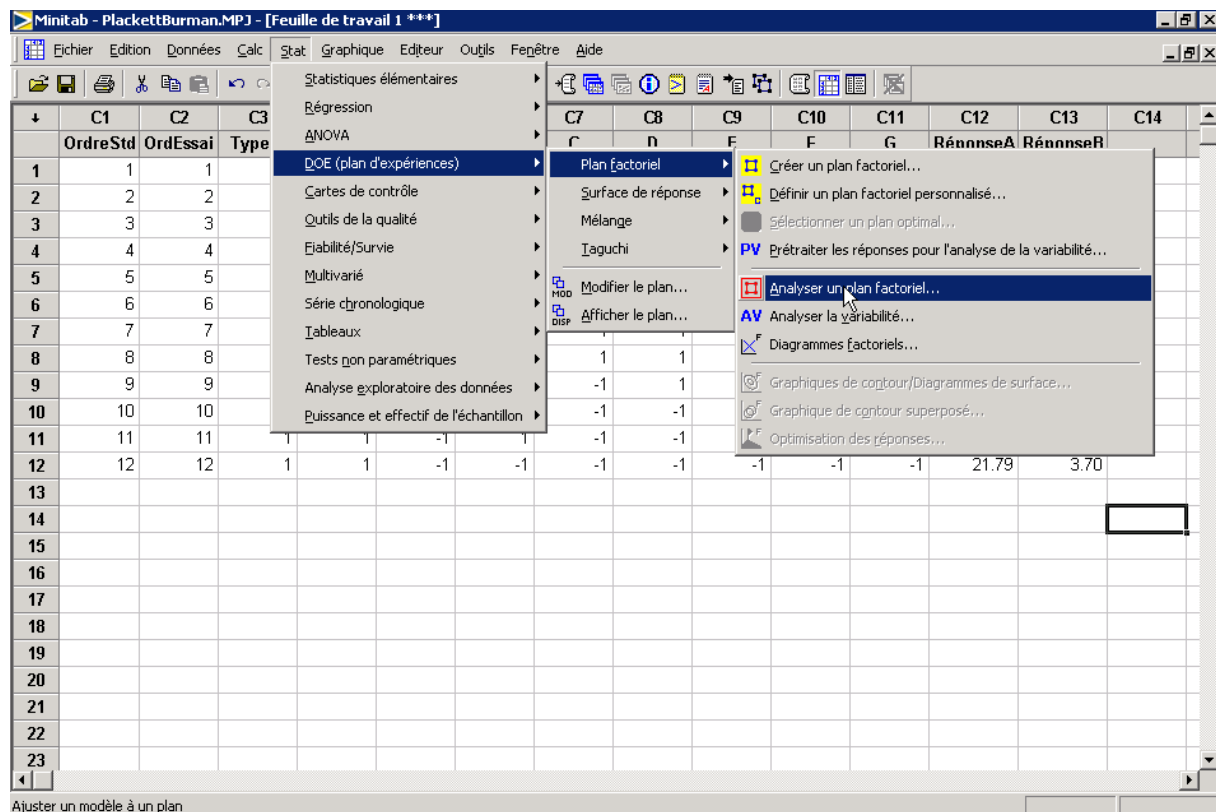 Minitab - PlackettBurman.MPJ - [Feuille de travail 1 ***]
Fichier Edition Données Calc Stat Graphique Editeur Outils Fenêtre Aide
C1 C2 C3 C7 C8 C9 C10 C11 C12 C13 C14
OrdreStd OrdEssai Type C D E F G RéponseA RéponseB
Statistiques élémentaires
Régression
ANOVA
DOE (plan d'expériences)
Cartes de contrôle
Outils de la qualité
Fiabilité/Survie
Multivarié
Série chronologique
Tableaux
Tests non paramétriques
Analyse exploratoire des données
Puissance et effectif de l'échantillon
Plan factoriel
Surface de réponse
Mélange
Taguchi
MOD Modifier le plan...
DISP Afficher le plan...
Créer un plan factoriel...
Définir un plan factoriel personnalisé...
Sélectionner un plan optimal...
PV Prétraiter les réponses pour l'analyse de la variabilité...
Analyser un plan factoriel...
AV Analyser la variabilité...
Diagrammes factoriels...
Graphiques de contour/Diagrammes de surface...
Graphique de contour superposé...
Optimisation des réponses...
1 1 1
2 2 2
3 3 3
4 4 4
5 5 5
6 6 6
7 7 7
8 8 8 1 1
9 9 9 -1 1
10 10 10 -1 -1
11 11 11 1 1 -1 1 -1 -1
12 12 12 1 1 -1 -1 -1 -1 -1 -1 -1 21.79 3.70
13
14
15
16
17
18
19
20
21
22
23
Ajuster un modèle à un plan